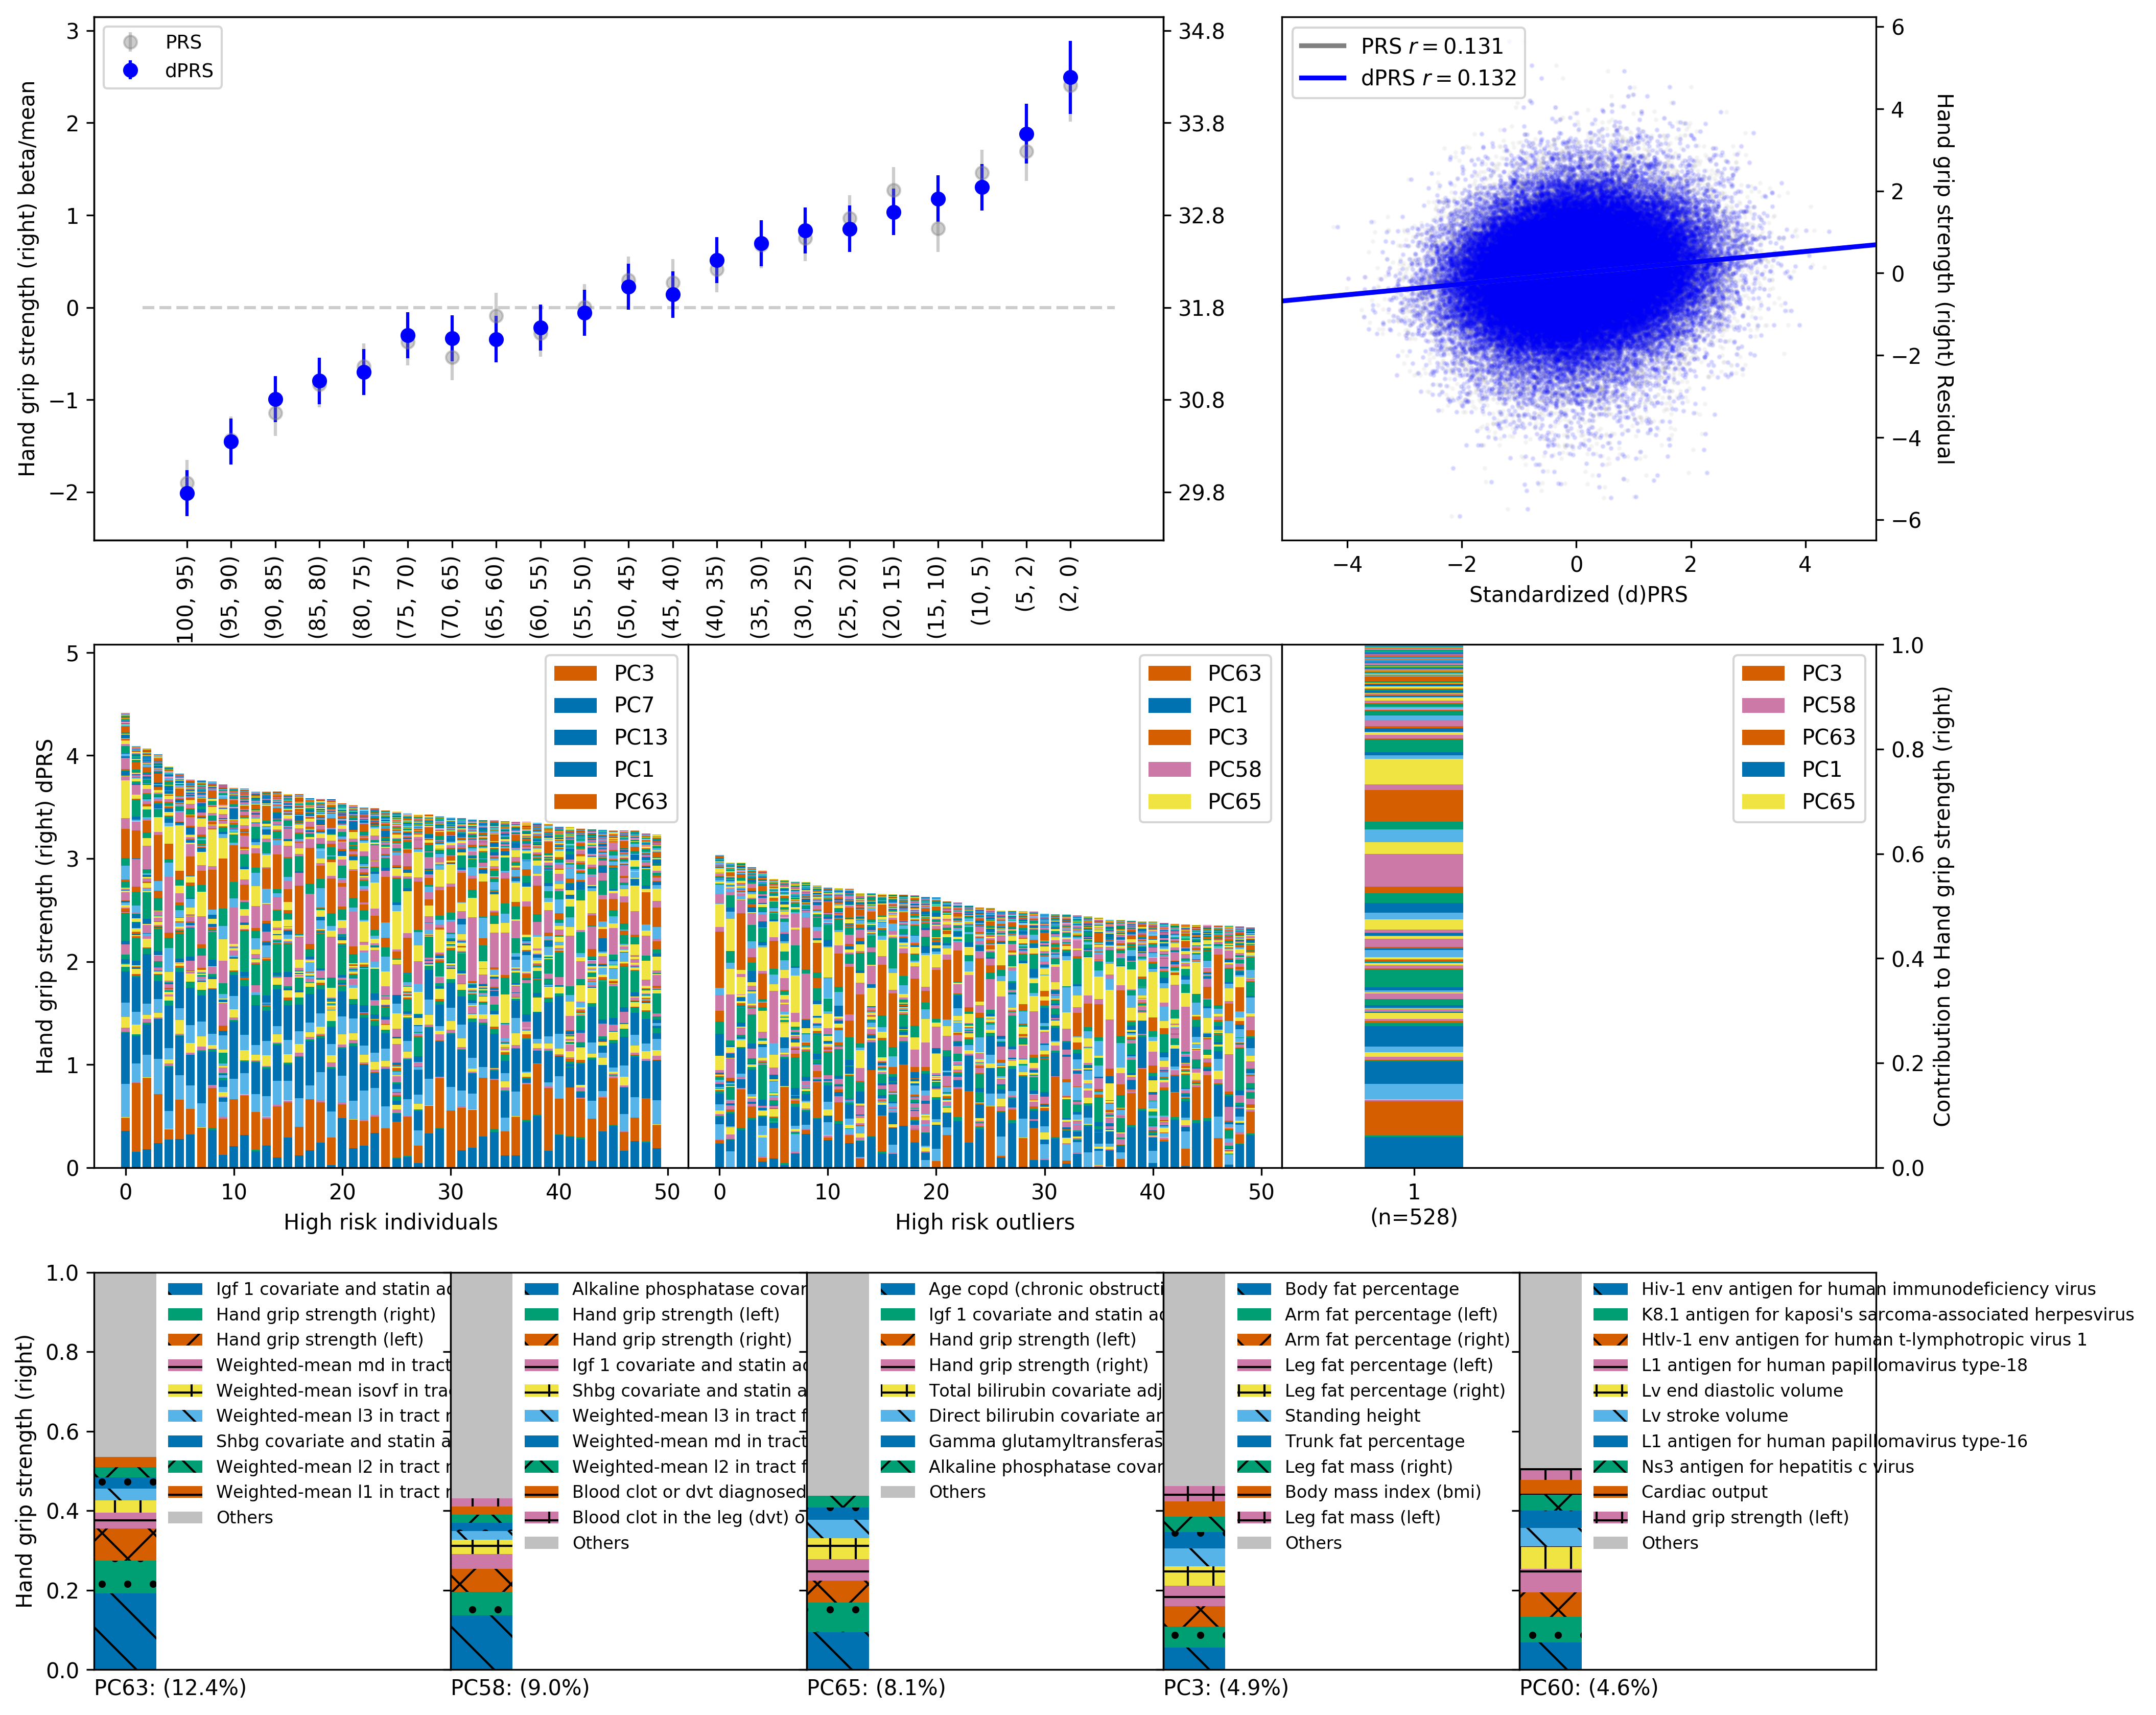 3
2
1
0
−1
−2
Hand grip strength (right) beta/mean
PRS
dPRS
34.8
33.8
32.8
31.8
30.8
29.8
100, 95)
(95, 90)
(90, 85)
(85, 80)
(80, 75)
(75, 70)
(70, 65)
(65, 60)
(60, 55)
(55, 50)
(50, 45)
(45, 40)
(40, 35)
(35, 30)
(30, 25)
(25, 20)
(20, 15)
(15, 10)
(10, 5)
(5, 2)
(2, 0)
PRS r = 0.131
dPRS r = 0.132
6
4
2
0
−2
−4
−6
Hand grip strength (right) Residual
−4
−2
0
2
4
Standardized (d)PRS
5
4
3
2
1
0
Hand grip strength (right) dPRS
PC3
PC7
PC13
PC1
PC63
0
10
20
30
40
50
High risk individuals
PC63
PC1
PC3
PC58
PC65
0
10
20
30
40
50
High risk outliers
PC3
PC58
PC63
PC1
PC65
1
(n=528)
1.0
0.8
0.6
0.4
0.2
0.0
Contribution to Hand grip strength (right)
1.0
0.8
0.6
0.4
0.2
0.0
Hand grip strength (right)
Igf 1 covariate and statin ad
Hand grip strength (right)
Hand grip strength (left)
Weighted-mean md in tract
Weighted-mean isovf in trac
Weighted-mean l3 in tract r
Shbg covariate and statin a
Weighted-mean l2 in tract r
Weighted-mean l1 in tract r
Others
PC63: (12.4%)
Alkaline phosphatase covar
Hand grip strength (left)
Hand grip strength (right)
Igf 1 covariate and statin ad
Shbg covariate and statin a
Weighted-mean l3 in tract f
Weighted-mean md in tract
Weighted-mean l2 in tract f
Blood clot or dvt diagnosed
Blood clot in the leg (dvt) o
Others
PC58: (9.0%)
Age copd (chronic obstructi
Igf 1 covariate and statin ad
Hand grip strength (left)
Hand grip strength (right)
Total bilirubin covariate adj
Direct bilirubin covariate an
Gamma glutamyltransferas
Alkaline phosphatase covar
Others
PC65: (8.1%)
Body fat percentage
Arm fat percentage (left)
Arm fat percentage (right)
Leg fat percentage (left)
Leg fat percentage (right)
Standing height
Trunk fat percentage
Leg fat mass (right)
Body mass index (bmi)
Leg fat mass (left)
Others
PC3: (4.9%)
Hiv-1 env antigen for human immunodeficiency virus
K8.1 antigen for kaposi's sarcoma-associated herpesvirus
Htlv-1 env antigen for human t-lymphotropic virus 1
L1 antigen for human papillomavirus type-18
Lv end diastolic volume
Lv stroke volume
L1 antigen for human papillomavirus type-16
Ns3 antigen for hepatitis c virus
Cardiac output
Hand grip strength (left)
Others
PC60: (4.6%)